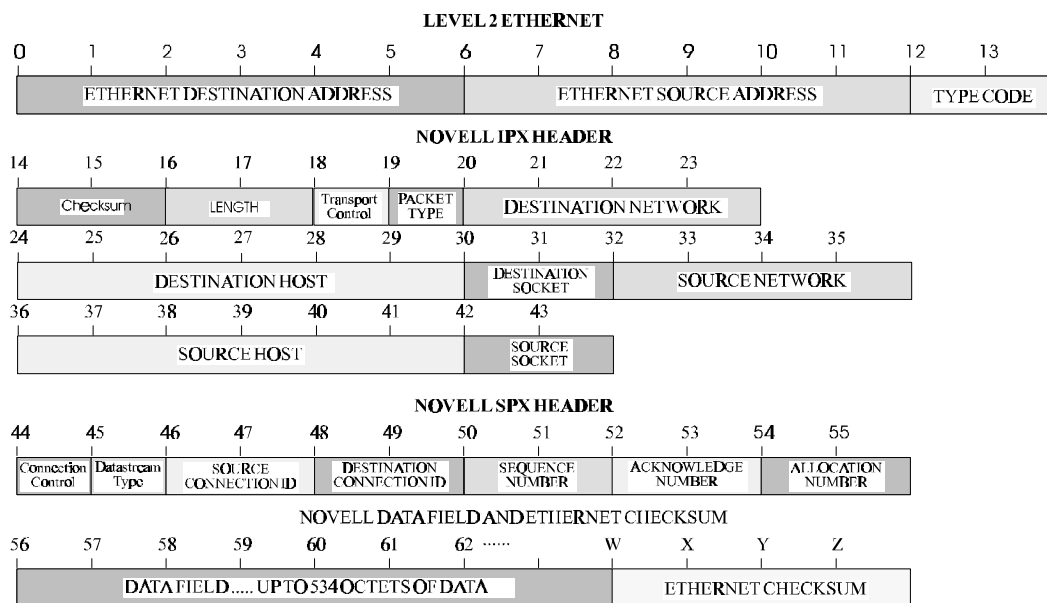 LEVEL 2 ETHERNET
0 1 2 3 4 5 6 7 8 9 10 11 12 13
ETHERNET DESTINATION ADDRESS ETHERNET SOURCE ADDRESS TYPE CODE
NOVELL IPX HEADER
14 15 16 17 18 19 20 21 22 23
Checksum LENGTH Transport Control PACKET TYPE DESTINATION NETWORK
24 25 26 27 28 29 30 31 32 33 34 35
DESTINATION HOST DESTINATION SOCKET SOURCE NETWORK
36 37 38 39 40 41 42 43
SOURCE HOST SOURCE SOCKET
NOVELL SPX HEADER
44 45 46 47 48 49 50 51 52 53 54 55
Connection Control Datastream Type SOURCE CONNECTION ID DESTINATION CONNECTION ID SEQUENCE NUMBER ACKNOWLEDGE NUMBER ALLOCATION NUMBER
NOVELL DATA FIELD AND ETHERNET CHECKSUM
56 57 58 59 60 61 62 ...... W X Y Z
DATA FIELD ..... UP TO 534 OCTETS OF DATA ETHERNET CHECKSUM